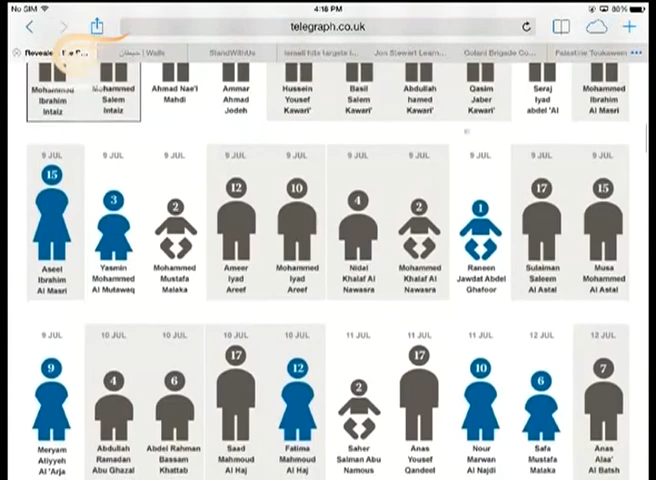 No SIM 4:18 PM 80%
telegraph.co.uk
StandWithUs Israeli hits targets i... Jon Stewart Learn... Golani Brigade Co... Palestine Toukaween
Mohammed Ibrahim Intaiz
Mohammed Salem Intaiz
Ahmad Nae'l Mahdi
Ammar Ahmad Jodeh
Hussein Yousef Kawari'
Basil Salem Kawari'
Abdullah hamed Kawari'
Qasim Jaber Kawari'
Seraj Iyad abdel 'Al
Mohammed Ibrahim Al Masri
9 JUL 9 JUL 9 JUL 9 JUL 9 JUL 9 JUL 9 JUL 9 JUL 9 JUL 9 JUL
15 3 2 12 10 4 2 1 17 15
Aseel Ibrahim Al Masri
Yasmin Mohammed Al Mutawaq
Mohammed Mustafa Malaka
Ameer Iyad Areef
Mohammed Iyad Areef
Nidal Khalaf Al Nawasra
Mohammed Khalaf Al Nawasra
Raneen Jawdat Abdel Ghafoor
Sulaiman Saleem Al Astal
Musa Mohammed Al Astal
9 JUL 10 JUL 10 JUL 10 JUL 10 JUL 11 JUL 11 JUL 11 JUL 12 JUL 12 JUL
9 4 6 17 12 2 17 10 6 7
Meryam Atiyyeh Al 'Arja
Abdullah Ramadan Abu Ghazal
Abdel Rahman Bassam Khattab
Saad Mahmoud Al Haj
Fatima Mahmoud Al Haj
Saher Salman Abu Namous
Anas Yousef Qandeel
Nour Marwan Al Najdi
Safa Mustafa Malaka
Anas Alaa' Al Batsh